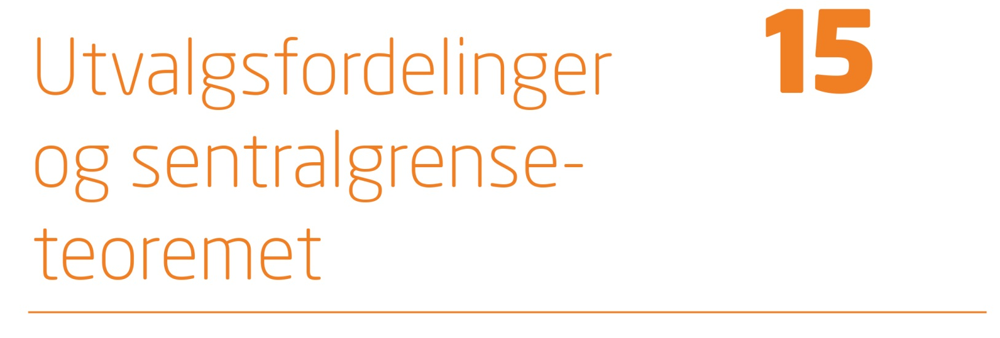 Utvalgsfordelinger
og sentralgrense-
teoremet
15